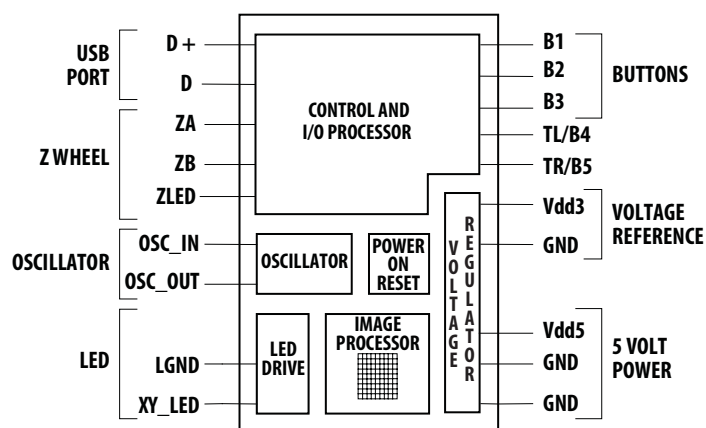 USB
PORT
D +
D
Z WHEEL
ZA
ZB
ZLED
OSCILLATOR
OSC_IN
OSC_OUT
LED
LGND
XY_LED
CONTROL AND
I/O PROCESSOR
OSCILLATOR
POWER
ON
RESET
LED
DRIVE
IMAGE
PROCESSOR
VOLTAGE
REGULATOR
B1
B2
B3
BUTTONS
TL/B4
TR/B5
Vdd3
GND
VOLTAGE
REFERENCE
Vdd5
GND
GND
5 VOLT
POWER